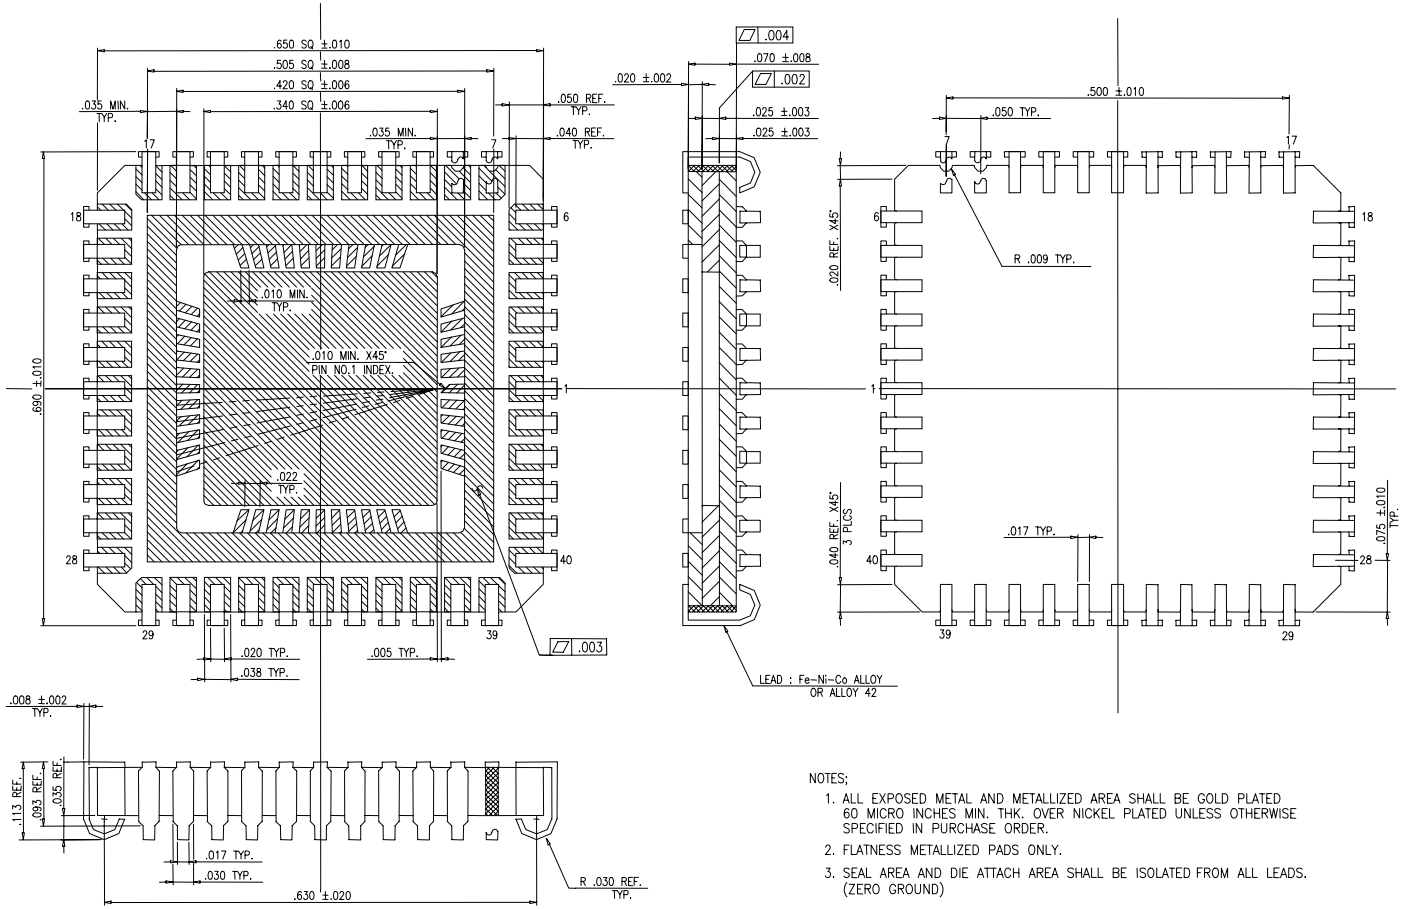 .650 SQ ±.010
.505 SQ ±.008
.420 SQ ±.006
.340 SQ ±.006
.035 MIN.
TYP.
.035 MIN.
TYP.
.050 REF.
TYP.
.040 REF.
TYP.
17
7
18
6
.690 ±.010
.010 MIN.
TYP.
.010 MIN. X45°
PIN NO.1 INDEX.
1
.022
TYP.
28
40
29
39
.020 TYP.
.038 TYP.
.005 TYP.
.003
.004
.070 ±.008
.020 ±.002
.002
.025 ±.003
.025 ±.003
LEAD : Fe-Ni-Co ALLOY
OR ALLOY 42
.500 ±.010
.050 TYP.
7
17
.020 REF. X45°
6
18
R .009 TYP.
1
.040 REF. X45°
3 PLCS
.017 TYP.
.075 ±.010
TYP.
40
28
39
29
.008 ±.002
TYP.
.113 REF.
.093 REF.
.035 REF.
.017 TYP.
.030 TYP.
.630 ±.020
R .030 REF.
TYP.
NOTES;
1. ALL EXPOSED METAL AND METALLIZED AREA SHALL BE GOLD PLATED
60 MICRO INCHES MIN. THK. OVER NICKEL PLATED UNLESS OTHERWISE
SPECIFIED IN PURCHASE ORDER.
2. FLATNESS METALLIZED PADS ONLY.
3. SEAL AREA AND DIE ATTACH AREA SHALL BE ISOLATED FROM ALL LEADS.
(ZERO GROUND)